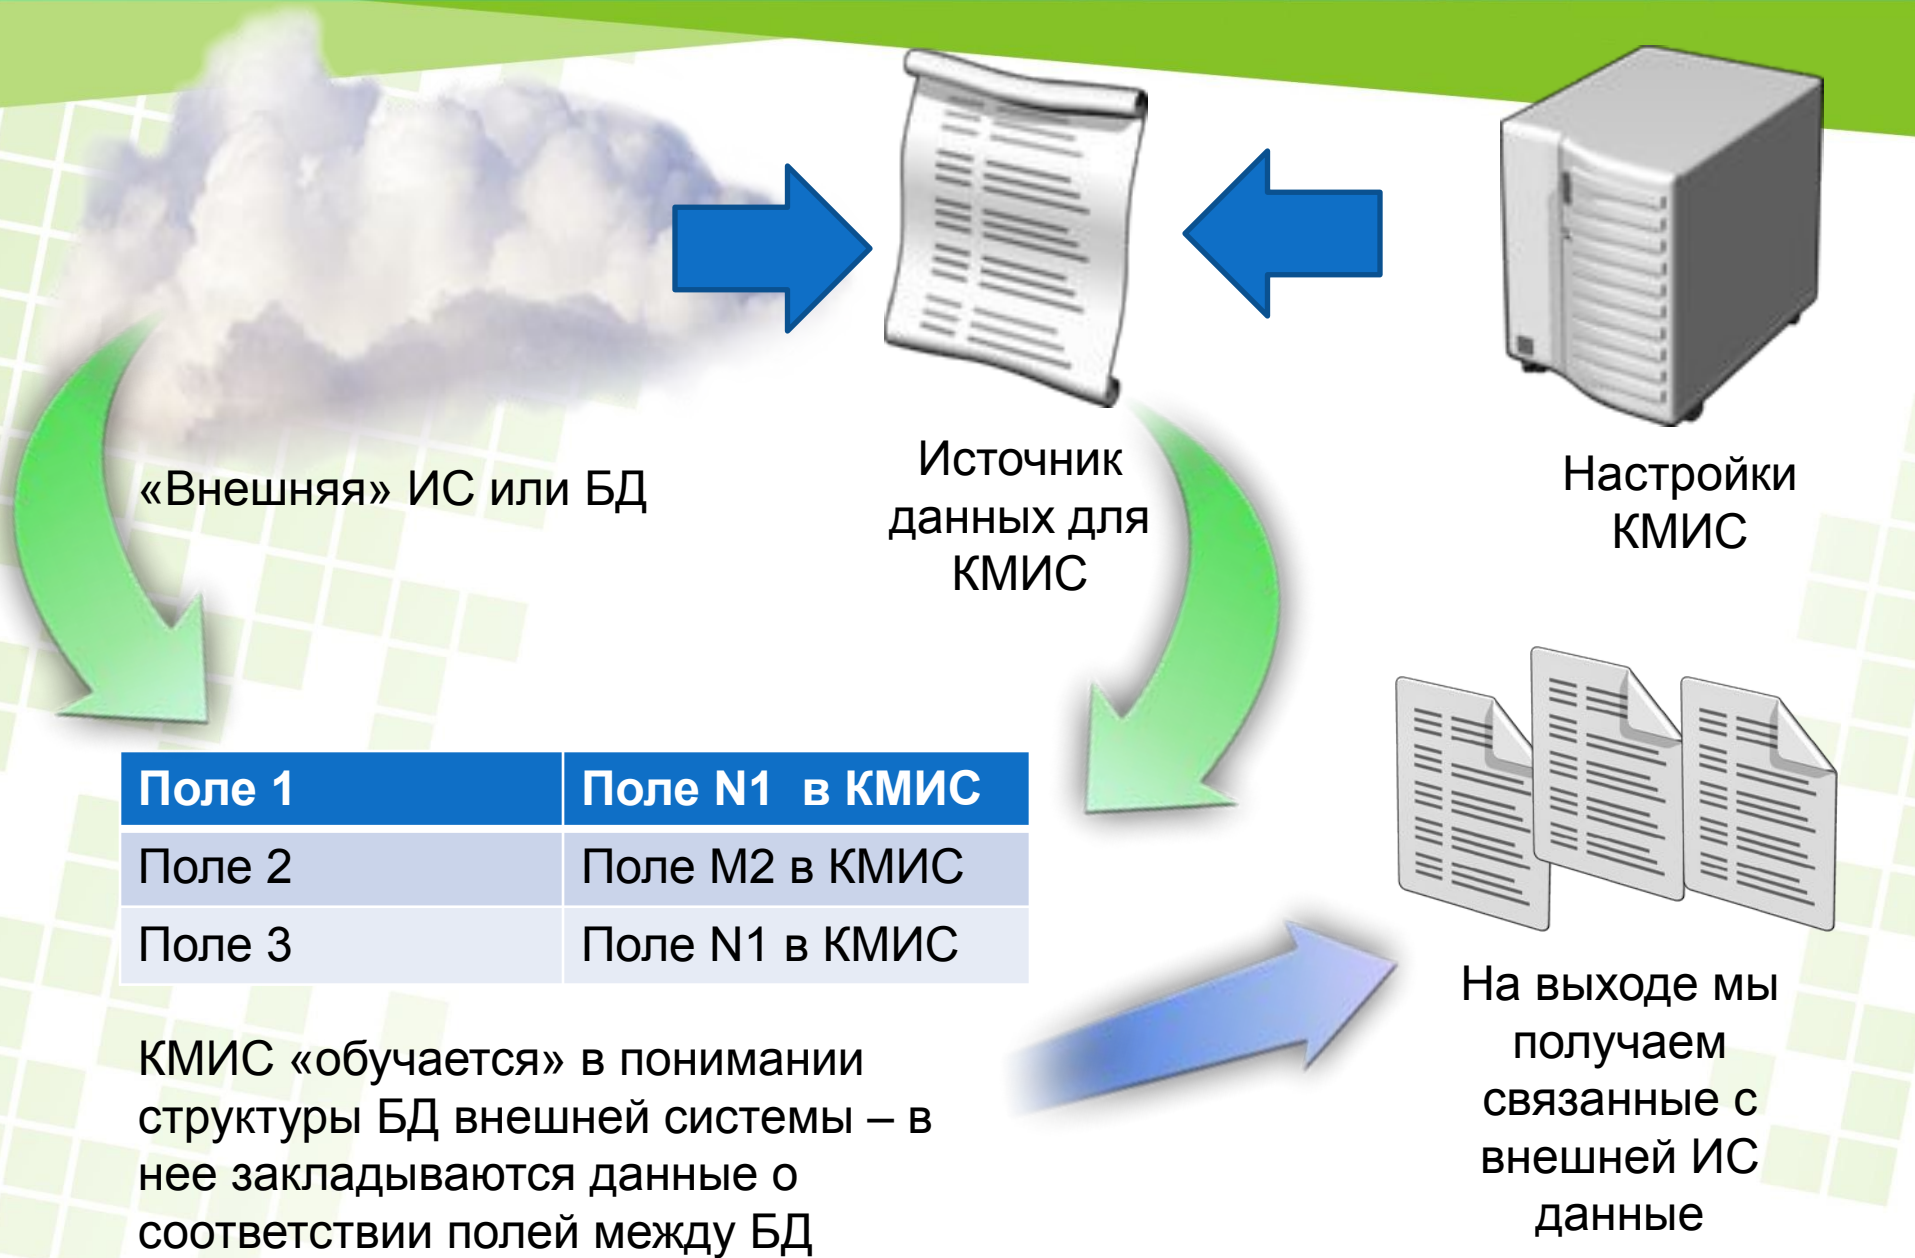 «Внешняя» ИС или БД
Источник
данных для
КМИС
Настройки
КМИС
Поле 1 Поле N1 в КМИС
Поле 2 Поле M2 в КМИС
Поле 3 Поле N1 в КМИС
КМИС «обучается» в понимании
структуры БД внешней системы – в
нее закладываются данные о
соответствии полей между БД
На выходе мы
получаем
связанные с
внешней ИС
данные